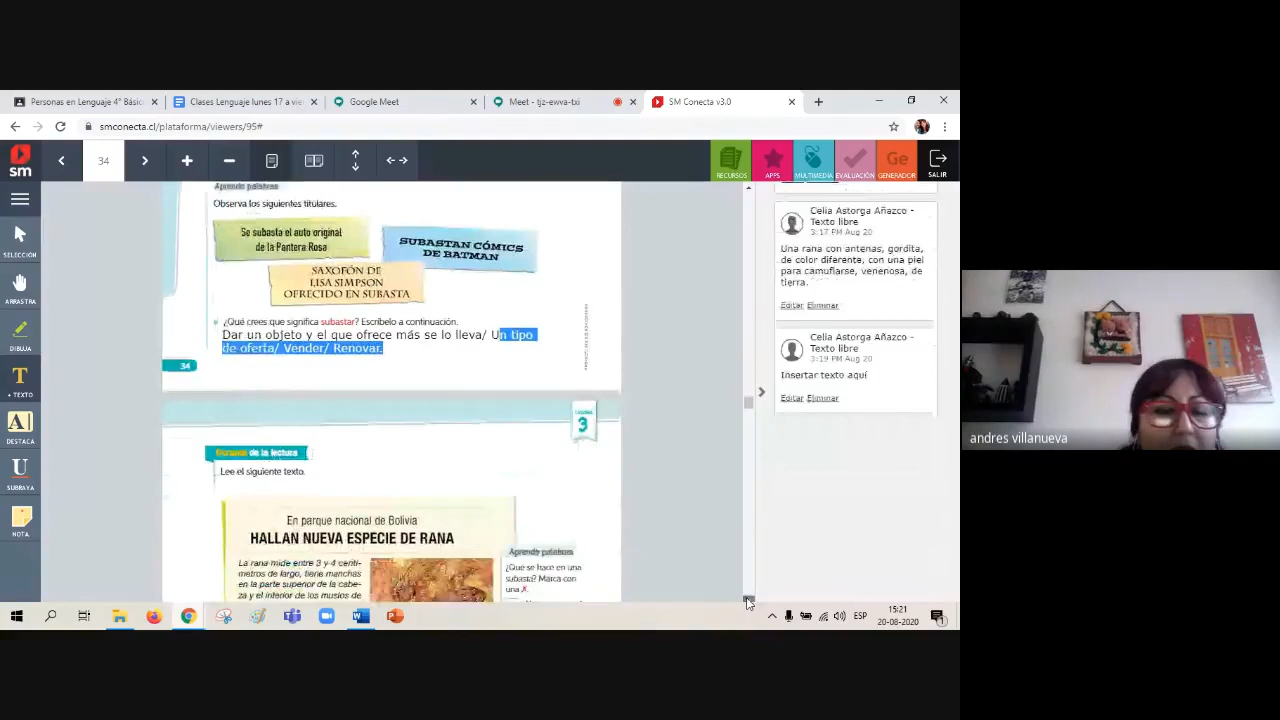 Personas en Lenguaje 4° Básic
Clases Lenguaje lunes 17 a vie
Google Meet
Meet - tjz-ewva-txi
SM Conecta v3.0
smconecta.cl/plataforma/viewers/95#
sm
34
RECURSOS
APPS
MULTIMEDIA
EVALUACIÓN
Ge
GENERADOR
SALIR
SELECCIÓN
ARRASTRA
DIBUJA
T
+ TEXTO
A
DESTACA
U
SUBRAYA
NOTA
Aprendo palabras
Observa los siguientes titulares.
Se subasta el auto original
de la Pantera Rosa
SUBASTAN CÓMICS
DE BATMAN
SAXOFÓN DE
LISA SIMPSON
OFRECIDO EN SUBASTA
¿Qué crees que significa subastar? Escríbelo a continuación.
Dar un objeto y el que ofrece más se lo lleva/ Un tipo
de oferta/ Vender/ Renovar.
34
3
Durante de la lectura
Lee el siguiente texto.
En parque nacional de Bolivia
HALLAN NUEVA ESPECIE DE RANA
La rana mide entre 3 y 4 centí-
metros de largo, tiene manchas
en la parte superior de la cabe-
za y el interior de los muslos de
Aprendo palabras
¿Qué se hace en una
subasta? Marca con
una ✗.
Celia Astorga Añazco -
Texto libre
3:17 PM Aug 20
Una rana con antenas, gordita,
de color diferente, con una piel
para camuflarse, venenosa, de
tierra.
Editar Eliminar
Celia Astorga Añazco -
Texto libre
3:19 PM Aug 20
Insertar texto aquí
Editar Eliminar
andres villanueva
ESP
15:21
20-08-2020